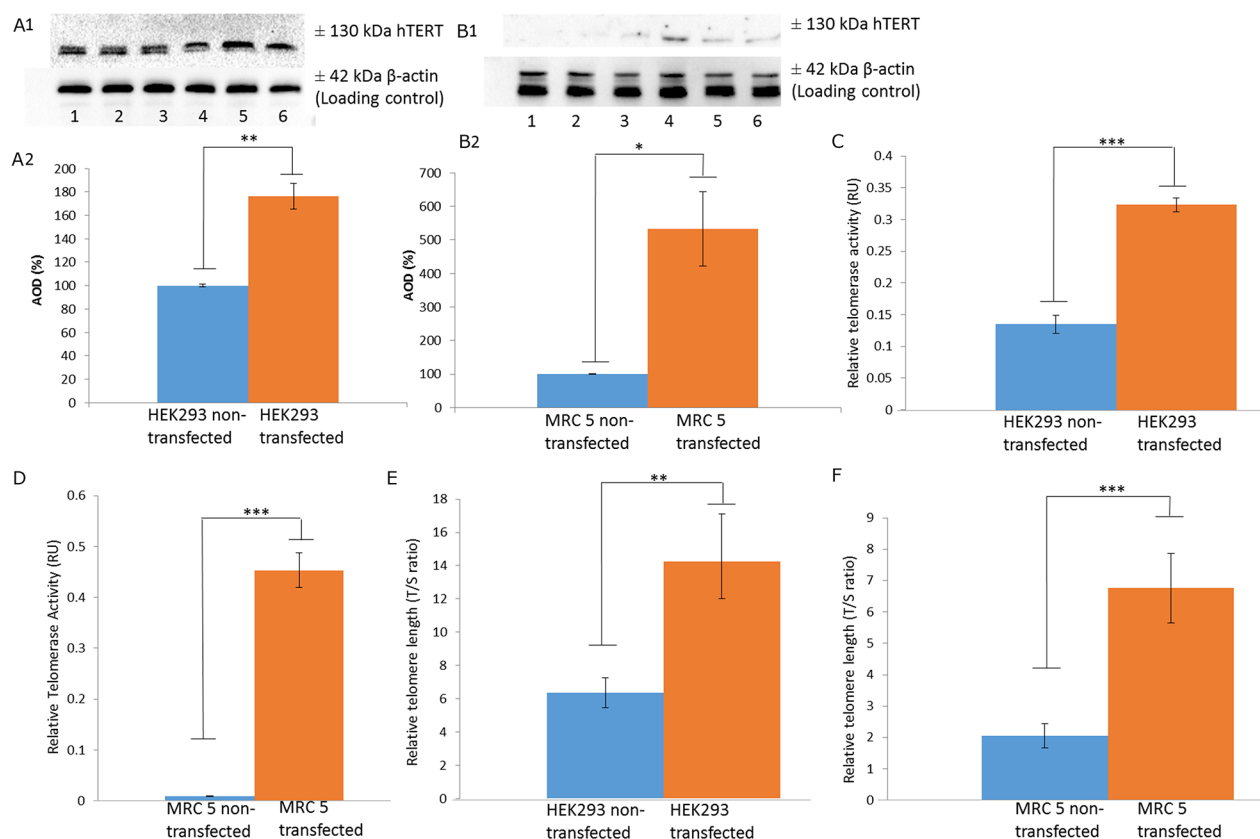 A1
± 130 kDa hTERT
± 42 kDa β-actin
(Loading control)
1 2 3 4 5 6
B1
± 130 kDa hTERT
± 42 kDa β-actin
(Loading control)
1 2 3 4 5 6
A2
**
200
180
160
140
120
100
80
60
40
20
0
AOD (%)
HEK293 non-
transfected
HEK293
transfected
B2
*
700
600
500
400
300
200
100
0
AOD (%)
MRC 5 non-
transfected
MRC 5
transfected
C
***
0.4
0.35
0.3
0.25
0.2
0.15
0.1
0.05
0
Relative telomerase activity (RU)
HEK293 non-
transfected
HEK293
transfected
D
***
0.6
0.5
0.4
0.3
0.2
0.1
0
Relative Telomerase Activity (RU)
MRC 5 non-
transfected
MRC 5
transfected
E
**
18
16
14
12
10
8
6
4
2
0
Relative telomere length (T/S ratio)
HEK293 non-
transfected
HEK293
transfected
F
***
9
8
7
6
5
4
3
2
1
0
Relative telomere length (T/S ratio)
MRC 5 non-
transfected
MRC 5
transfected